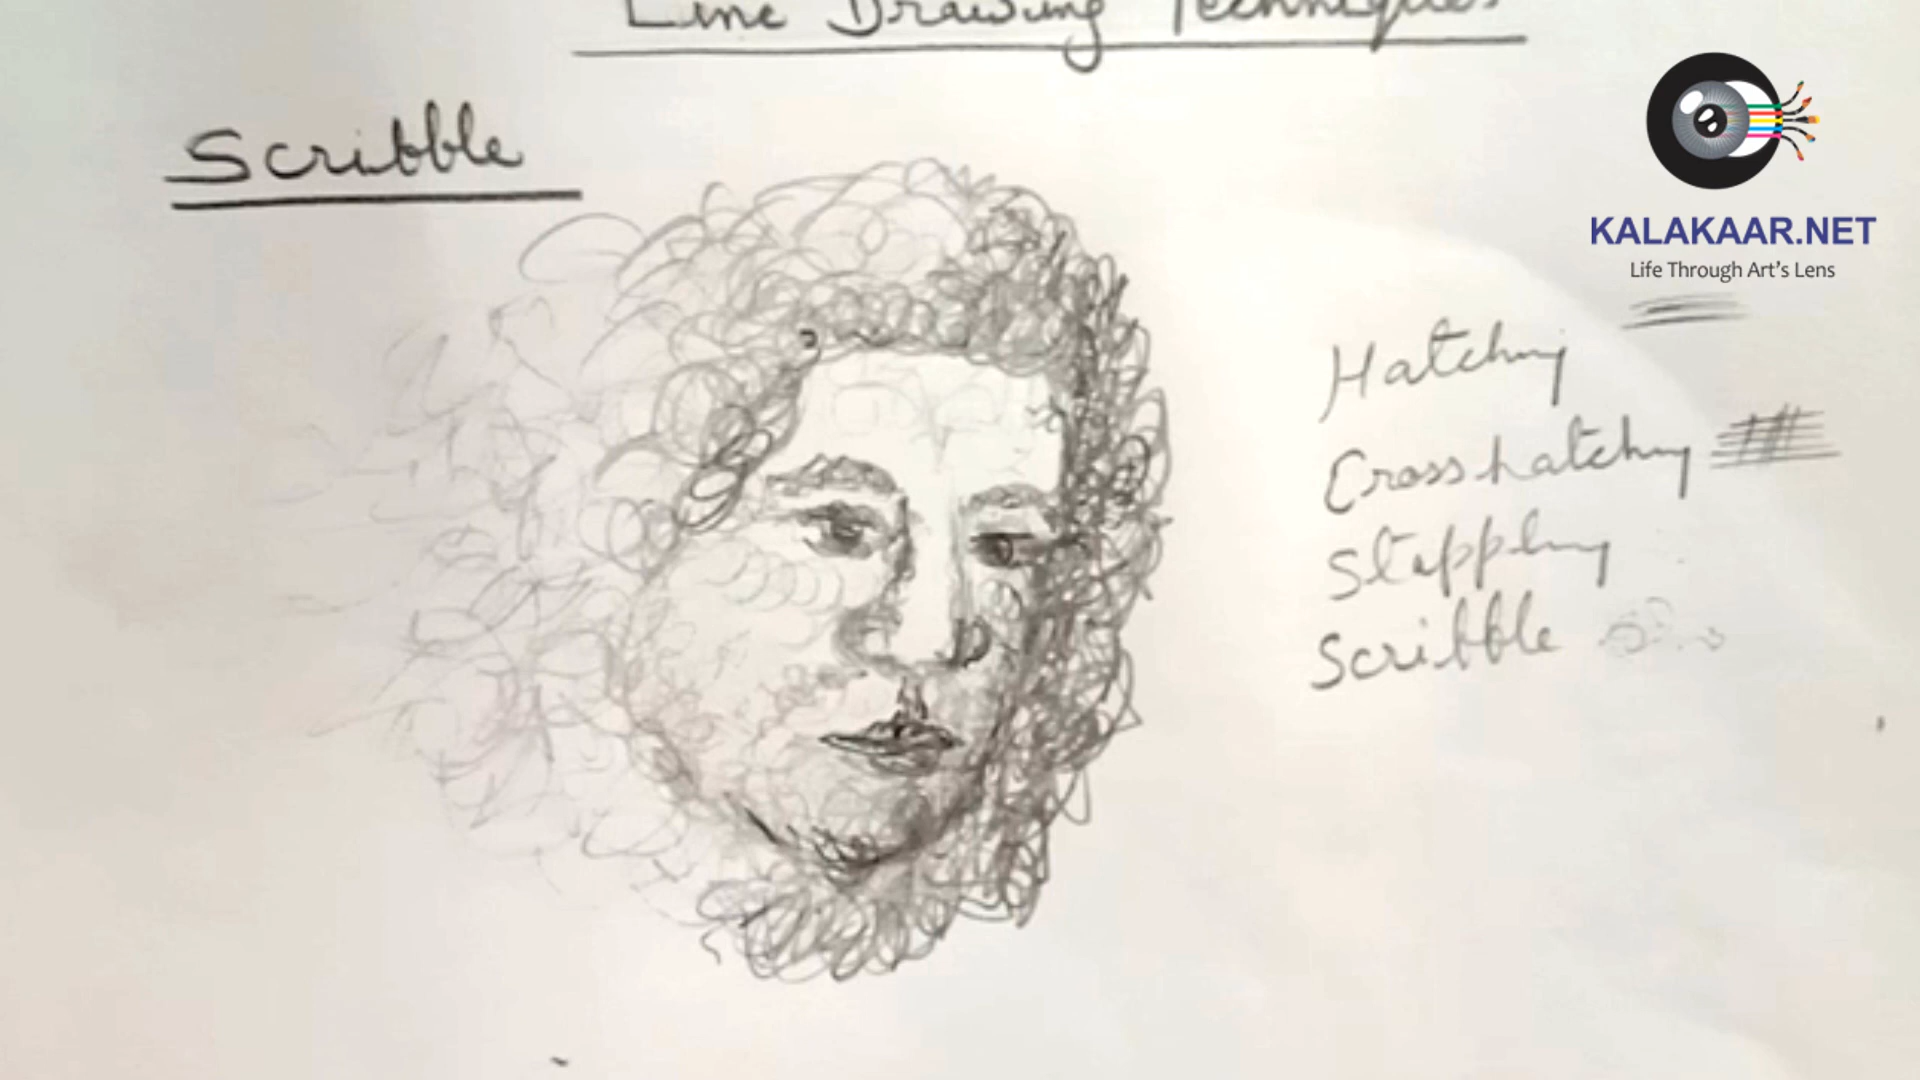 Line Drawing Techniques
Scribble
KALAKAAR.NET
Life Through Art's Lens
Hatching
Crosshatching
Stippling
Scribble